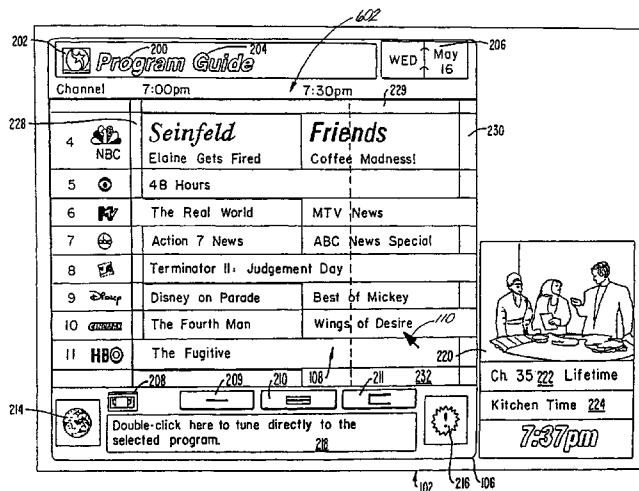 602
202 200 204 206
Program Guide WED May 16
Channel 7:00pm 7:30pm
229
228 230
4 NBC Seinfeld Friends
Elaine Gets Fired Coffee Madness!
5 48 Hours
6 The Real World MTV News
7 Action 7 News ABC News Special
8 Terminator II: Judgement Day
9 Disney Disney on Parade Best of Mickey
10 The Fourth Man Wings of Desire 110
11 HBO The Fugitive
220
208 209 210 108 211 232
Ch 35 222 Lifetime
214
Kitchen Time 224
Double-click here to tune directly to the
selected program. 218
7:37pm
216 102 106